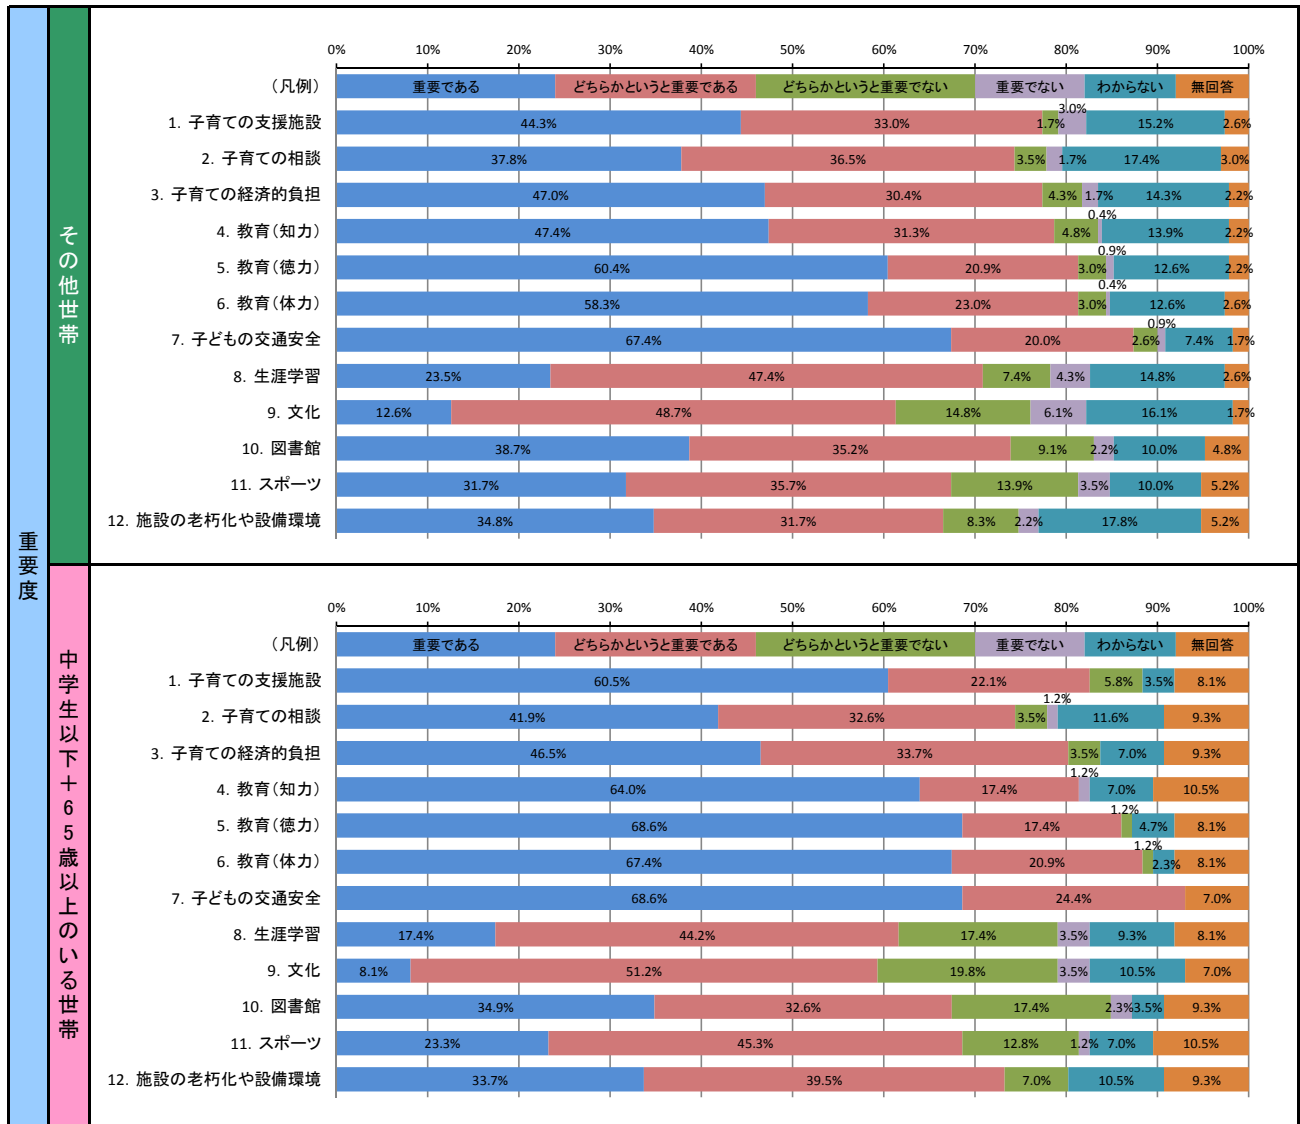 重要度
その他世帯
0% 10% 20% 30% 40% 50% 60% 70% 80% 90% 100%
（凡例） 重要である どちらかというと重要である どちらかというと重要でない 重要でない わからない 無回答
1. 子育ての支援施設 44.3% 33.0% 1.7% 3.0% 15.2% 2.6%
2. 子育ての相談 37.8% 36.5% 3.5% 1.7% 17.4% 3.0%
3. 子育ての経済的負担 47.0% 30.4% 4.3% 1.7% 14.3% 2.2%
4. 教育（知力） 47.4% 31.3% 4.8% 0.4% 13.9% 2.2%
5. 教育（徳力） 60.4% 20.9% 3.0% 0.9% 12.6% 2.2%
6. 教育（体力） 58.3% 23.0% 3.0% 0.4% 12.6% 2.6%
7. 子どもの交通安全 67.4% 20.0% 2.6% 0.9% 7.4% 1.7%
8. 生涯学習 23.5% 47.4% 7.4% 4.3% 14.8% 2.6%
9. 文化 12.6% 48.7% 14.8% 6.1% 16.1% 1.7%
10. 図書館 38.7% 35.2% 9.1% 2.2% 10.0% 4.8%
11. スポーツ 31.7% 35.7% 13.9% 3.5% 10.0% 5.2%
12. 施設の老朽化や設備環境 34.8% 31.7% 8.3% 2.2% 17.8% 5.2%
中学生以下＋65歳以上のいる世帯
0% 10% 20% 30% 40% 50% 60% 70% 80% 90% 100%
（凡例） 重要である どちらかというと重要である どちらかというと重要でない 重要でない わからない 無回答
1. 子育ての支援施設 60.5% 22.1% 5.8% 3.5% 8.1%
2. 子育ての相談 41.9% 32.6% 3.5% 1.2% 11.6% 9.3%
3. 子育ての経済的負担 46.5% 33.7% 3.5% 7.0% 9.3%
4. 教育（知力） 64.0% 17.4% 1.2% 7.0% 10.5%
5. 教育（徳力） 68.6% 17.4% 1.2% 4.7% 8.1%
6. 教育（体力） 67.4% 20.9% 1.2% 2.3% 8.1%
7. 子どもの交通安全 68.6% 24.4% 7.0%
8. 生涯学習 17.4% 44.2% 17.4% 3.5% 9.3% 8.1%
9. 文化 8.1% 51.2% 19.8% 3.5% 10.5% 7.0%
10. 図書館 34.9% 32.6% 17.4% 2.3% 3.5% 9.3%
11. スポーツ 23.3% 45.3% 12.8% 1.2% 7.0% 10.5%
12. 施設の老朽化や設備環境 33.7% 39.5% 7.0% 10.5% 9.3%